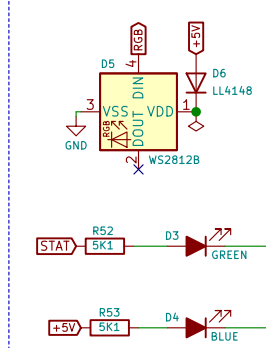 RGB
+5V
D5
4
DIN
D6
LL4148
3
VSS
VDD
1
RGB
GND
DOUT
2
WS2812B
R52
D3
STAT
5K1
GREEN
R53
D4
+5V
5K1
BLUE